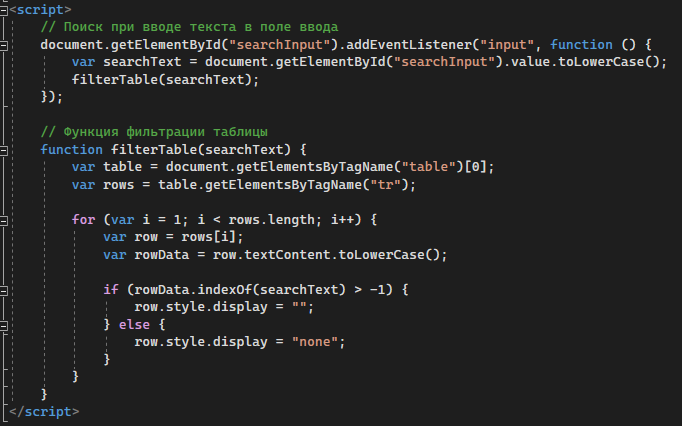 <script>
// Поиск при вводе текста в поле ввода
document.getElementById("searchInput").addEventListener("input", function () {
var searchText = document.getElementById("searchInput").value.toLowerCase();
filterTable(searchText);
});
// Функция фильтрации таблицы
function filterTable(searchText) {
var table = document.getElementsByTagName("table")[0];
var rows = table.getElementsByTagName("tr");
for (var i = 1; i < rows.length; i++) {
var row = rows[i];
var rowData = row.textContent.toLowerCase();
if (rowData.indexOf(searchText) > -1) {
row.style.display = "";
} else {
row.style.display = "none";
}
}
}
</script>